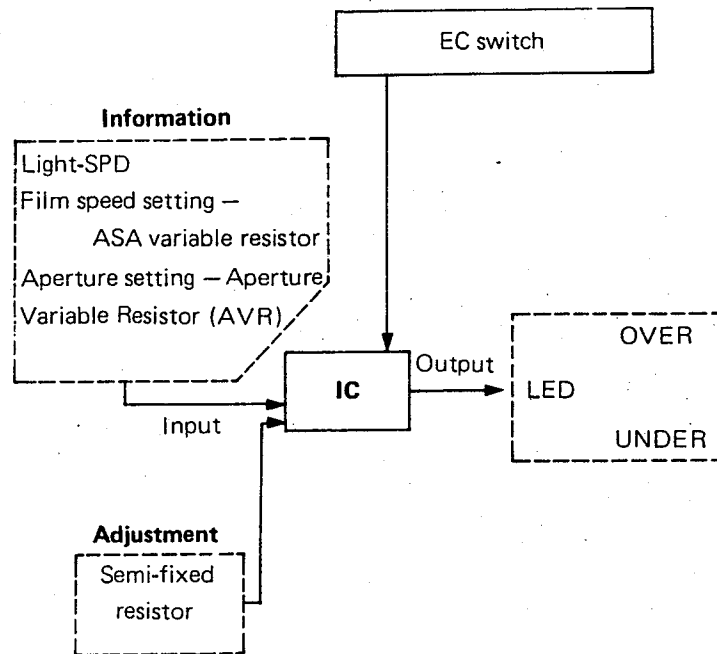 EC switch
Information
Light-SPD
Film speed setting —
ASA variable resistor
Aperture setting — Aperture
Variable Resistor (AVR)
Input
IC
Output
OVER
LED
UNDER
Adjustment
Semi-fixed
resistor